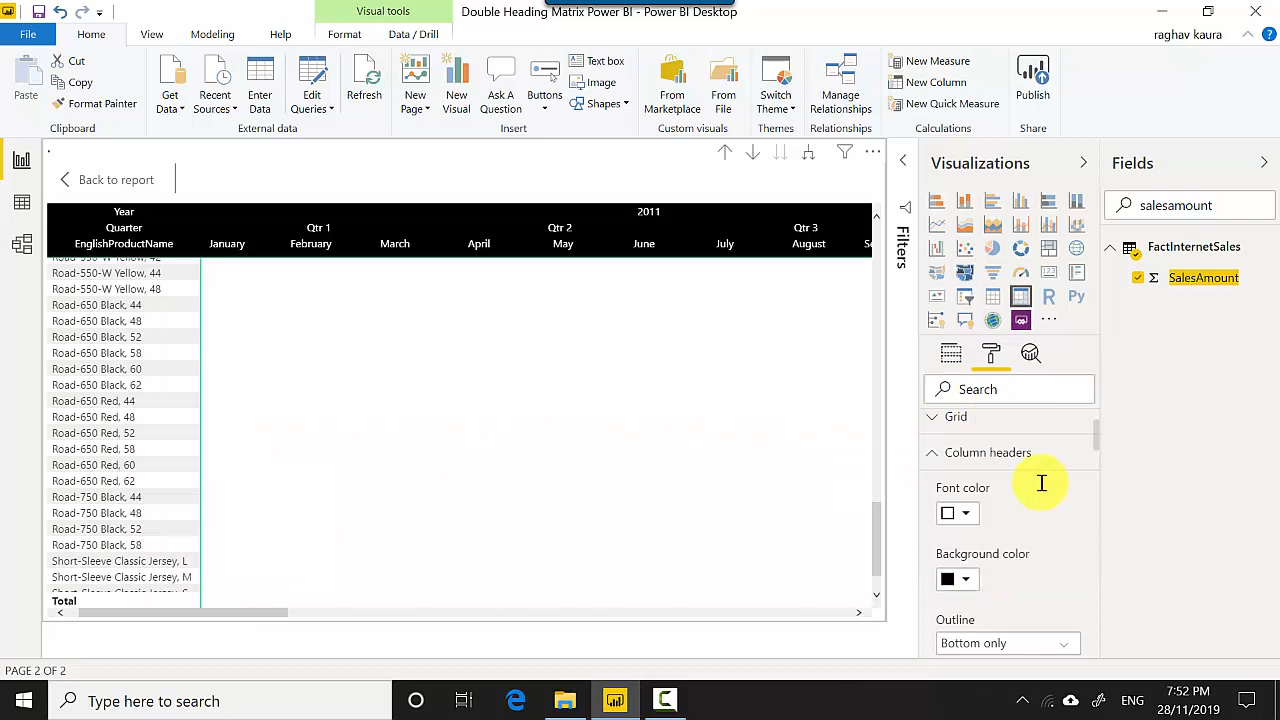 Visual tools
Double Heading Matrix Power BI - Power BI Desktop
File
Home
View
Modeling
Help
Format
Data / Drill
raghav kaura
Paste
Cut
Copy
Format Painter
Clipboard
Get Data
Recent Sources
Enter Data
Edit Queries
Refresh
External data
New Page
New Visual
Ask A Question
Buttons
Text box
Image
Shapes
Insert
From Marketplace
From File
Custom visuals
Switch Theme
Themes
Manage Relationships
Relationships
New Measure
New Column
New Quick Measure
Calculations
Publish
Share
Back to report
Year 2011
Quarter Qtr 1 Qtr 2 Qtr 3
EnglishProductName January February March April May June July August
Road-550-W Yellow, 42
Road-550-W Yellow, 44
Road-550-W Yellow, 48
Road-650 Black, 44
Road-650 Black, 48
Road-650 Black, 52
Road-650 Black, 58
Road-650 Black, 60
Road-650 Black, 62
Road-650 Red, 44
Road-650 Red, 48
Road-650 Red, 52
Road-650 Red, 58
Road-650 Red, 60
Road-650 Red, 62
Road-750 Black, 44
Road-750 Black, 48
Road-750 Black, 52
Road-750 Black, 58
Short-Sleeve Classic Jersey, L
Short-Sleeve Classic Jersey, M
Total
Filters
Visualizations
R
Py
Search
Grid
Column headers
Font color
Background color
Outline
Bottom only
Fields
salesamount
FactInternetSales
SalesAmount
PAGE 2 OF 2
Type here to search
ENG
7:52 PM
28/11/2019